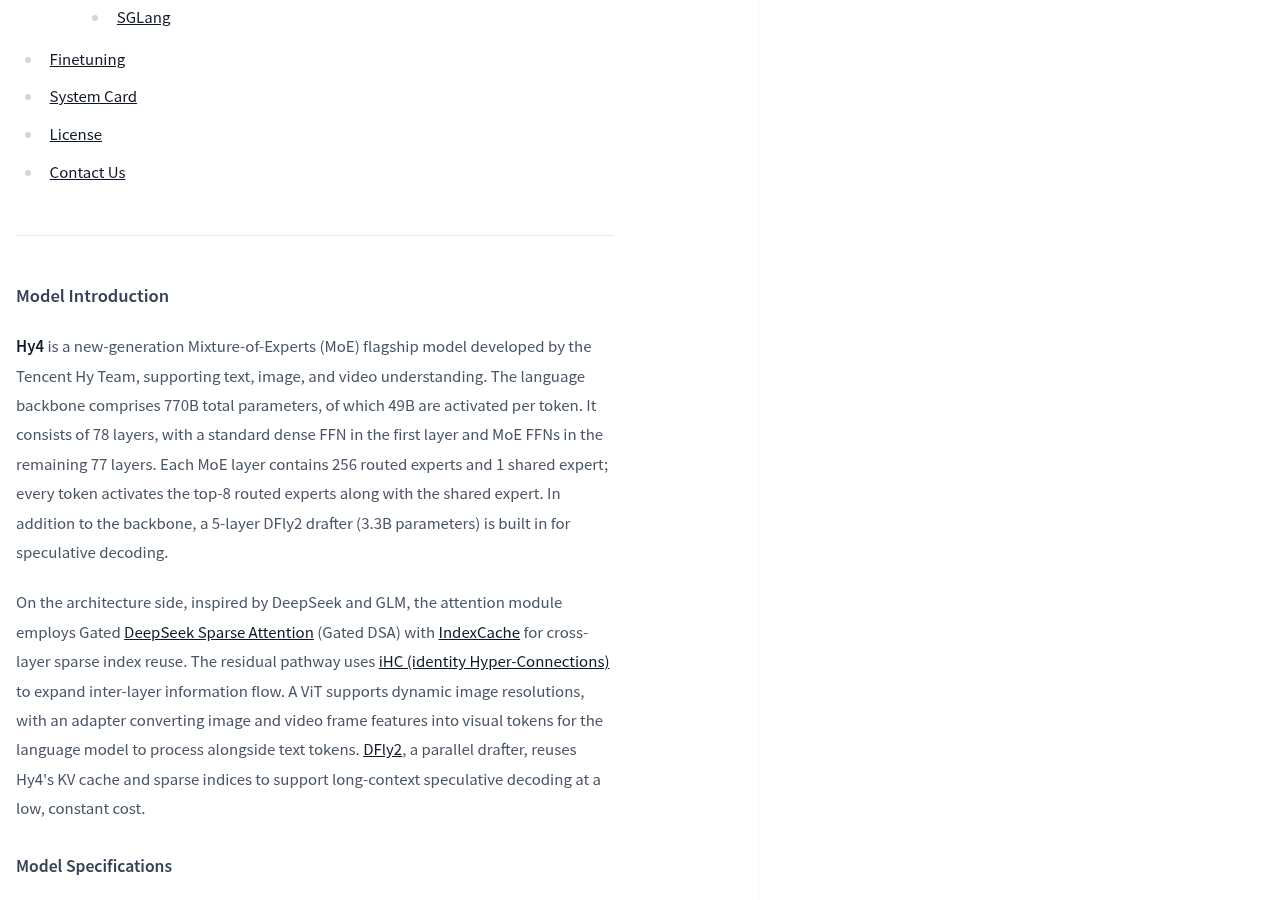 SGLang
Finetuning
System Card
License
Contact Us
Model Introduction
Hy4 is a new-generation Mixture-of-Experts (MoE) flagship model developed by the
Tencent Hy Team, supporting text, image, and video understanding. The language
backbone comprises 770B total parameters, of which 49B are activated per token. It
consists of 78 layers, with a standard dense FFN in the first layer and MoE FFNs in the
remaining 77 layers. Each MoE layer contains 256 routed experts and 1 shared expert;
every token activates the top-8 routed experts along with the shared expert. In
addition to the backbone, a 5-layer DFly2 drafter (3.3B parameters) is built in for
speculative decoding.
On the architecture side, inspired by DeepSeek and GLM, the attention module
employs Gated DeepSeek Sparse Attention (Gated DSA) with IndexCache for cross-
layer sparse index reuse. The residual pathway uses iHC (identity Hyper-Connections)
to expand inter-layer information flow. A ViT supports dynamic image resolutions,
with an adapter converting image and video frame features into visual tokens for the
language model to process alongside text tokens. DFly2, a parallel drafter, reuses
Hy4's KV cache and sparse indices to support long-context speculative decoding at a
low, constant cost.
Model Specifications